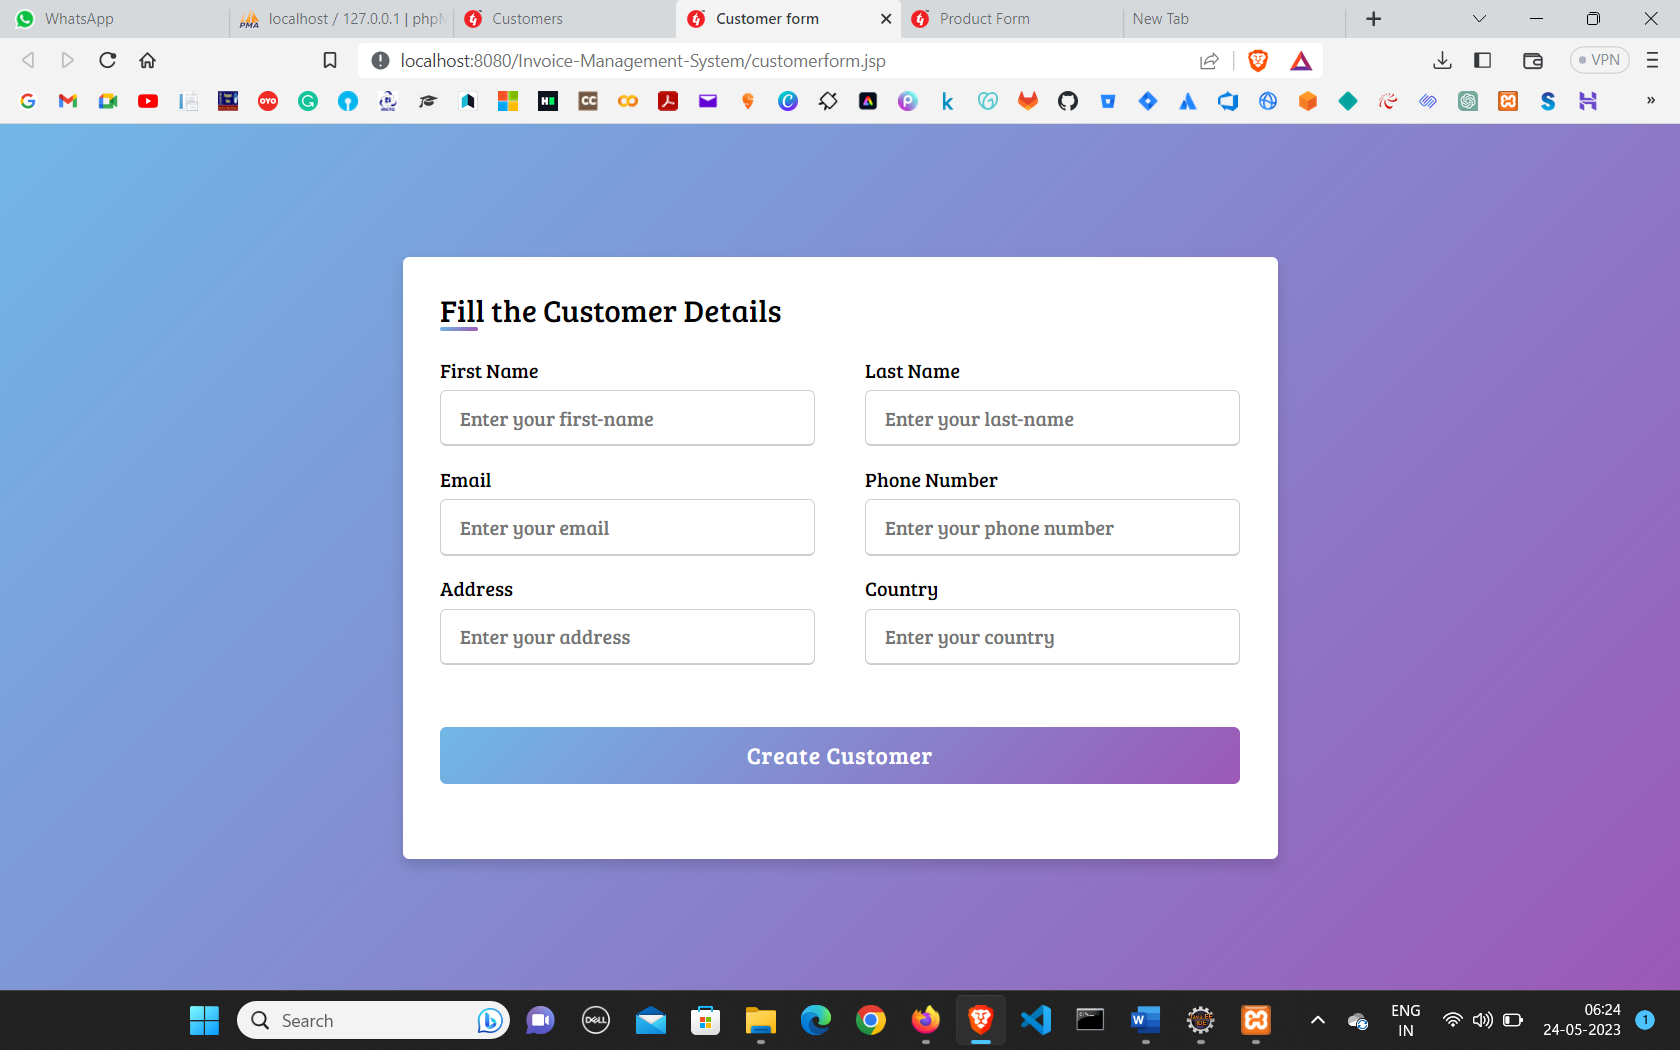 WhatsApp
localhost / 127.0.0.1 | phpM
Customers
Customer form
Product Form
New Tab
localhost:8080/Invoice-Management-System/customerform.jsp
VPN
Fill the Customer Details
First Name
Last Name
Enter your first-name
Enter your last-name
Email
Phone Number
Enter your email
Enter your phone number
Address
Country
Enter your address
Enter your country
Create Customer
Search
DELL
ENG
IN
06:24
24-05-2023
1